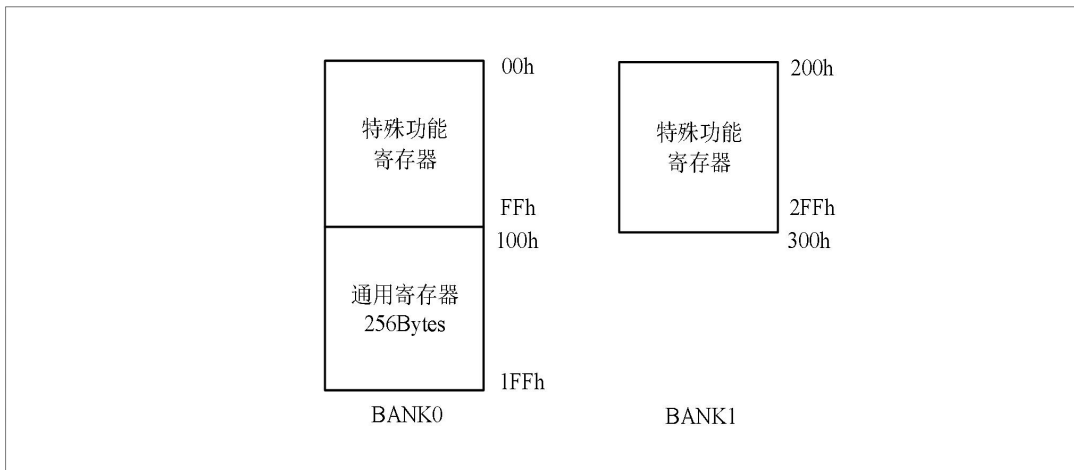 00h
特殊功能
寄存器
FFh
100h
通用寄存器
256Bytes
1FFh
BANK0
200h
特殊功能
寄存器
2FFh
300h
BANK1